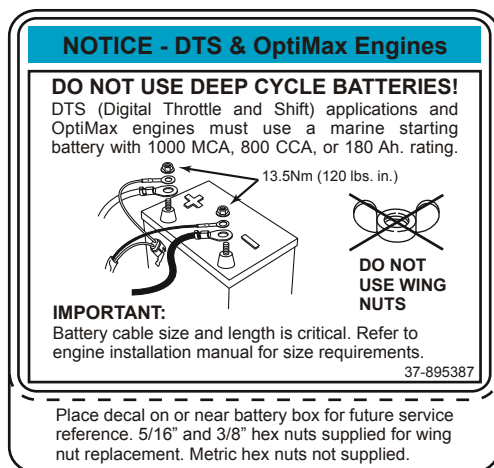 NOTICE - DTS & OptiMax Engines
DO NOT USE DEEP CYCLE BATTERIES!
DTS (Digital Throttle and Shift) applications and
OptiMax engines must use a marine starting
battery with 1000 MCA, 800 CCA, or 180 Ah. rating.
13.5Nm (120 lbs. in.)
DO NOT
USE WING
NUTS
IMPORTANT:
Battery cable size and length is critical. Refer to
engine installation manual for size requirements.
37-895387
Place decal on or near battery box for future service
reference. 5/16” and 3/8” hex nuts supplied for wing
nut replacement. Metric hex nuts not supplied.